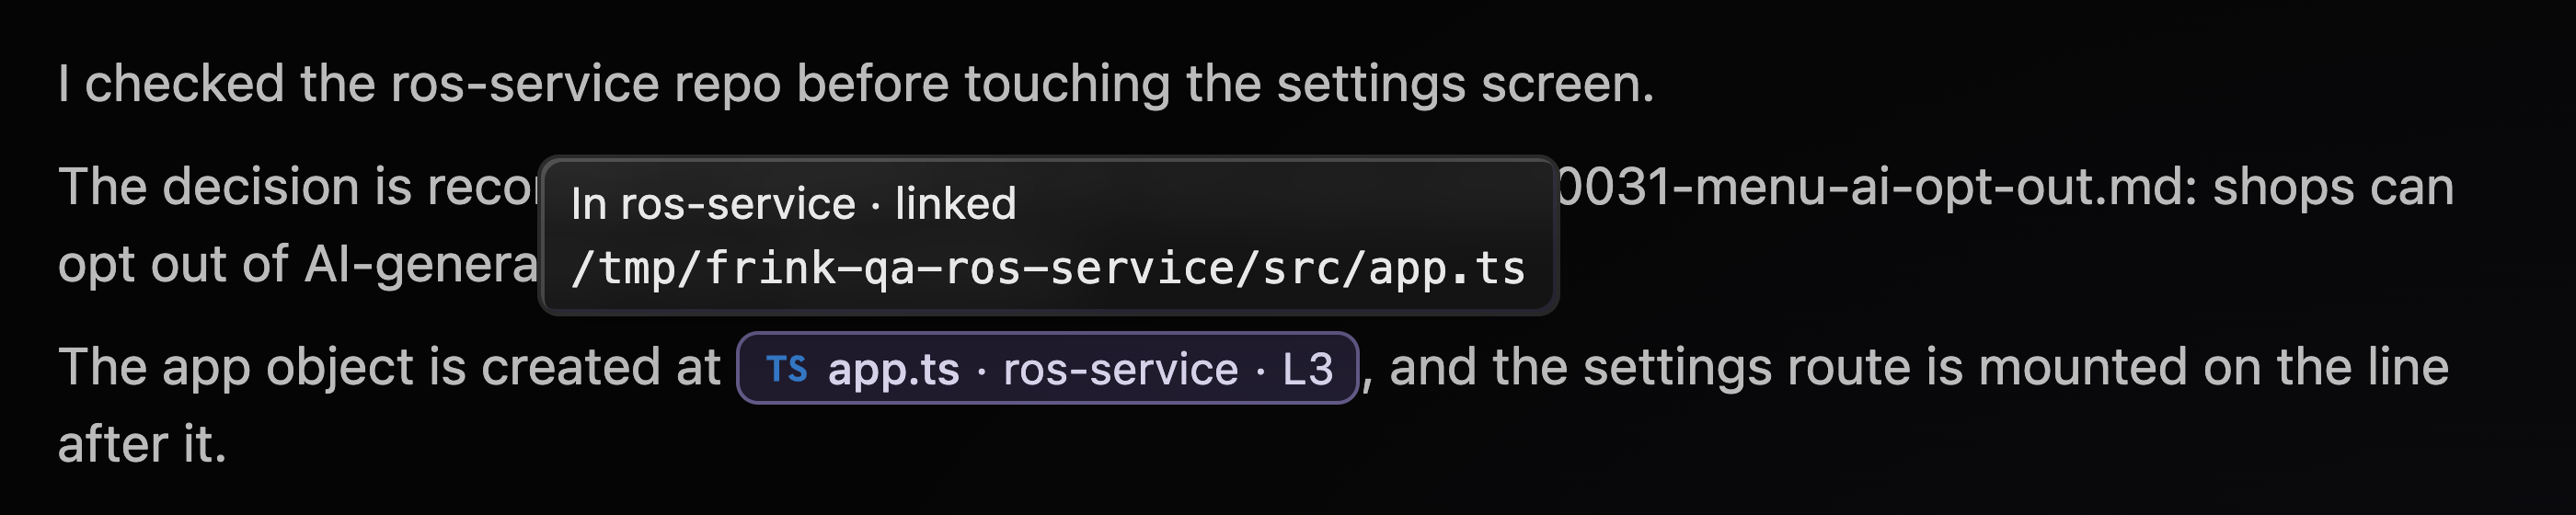 I checked the ros-service repo before touching the settings screen.
The decision is 0031-menu-ai-opt-out.md: shops can
In ros-service · linked
opt out of
/tmp/frink-qa-ros-service/src/app.ts
The app object is created at TS app.ts · ros-service · L3, and the settings route is mounted on the line
after it.